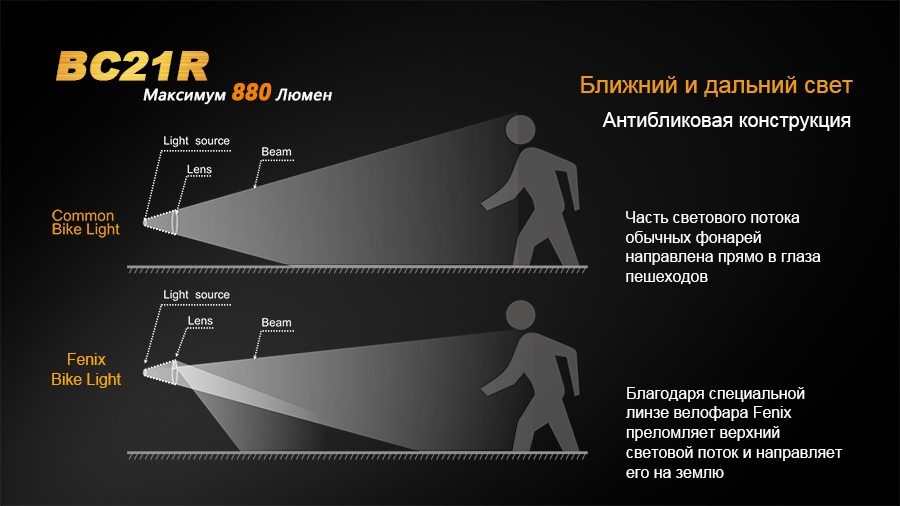 BC21R
Максимум 880 Люмен
Ближний и дальний свет
Антибликовая конструкция
Light source
Lens
Beam
Common
Bike Light
Часть светового потока
обычных фонарей
направлена прямо в глаза
пешеходов
Light source
Lens
Beam
Fenix
Bike Light
Благодаря специальной
линзе велофара Fenix
преломляет верхний
световой поток и направляет
его на землю